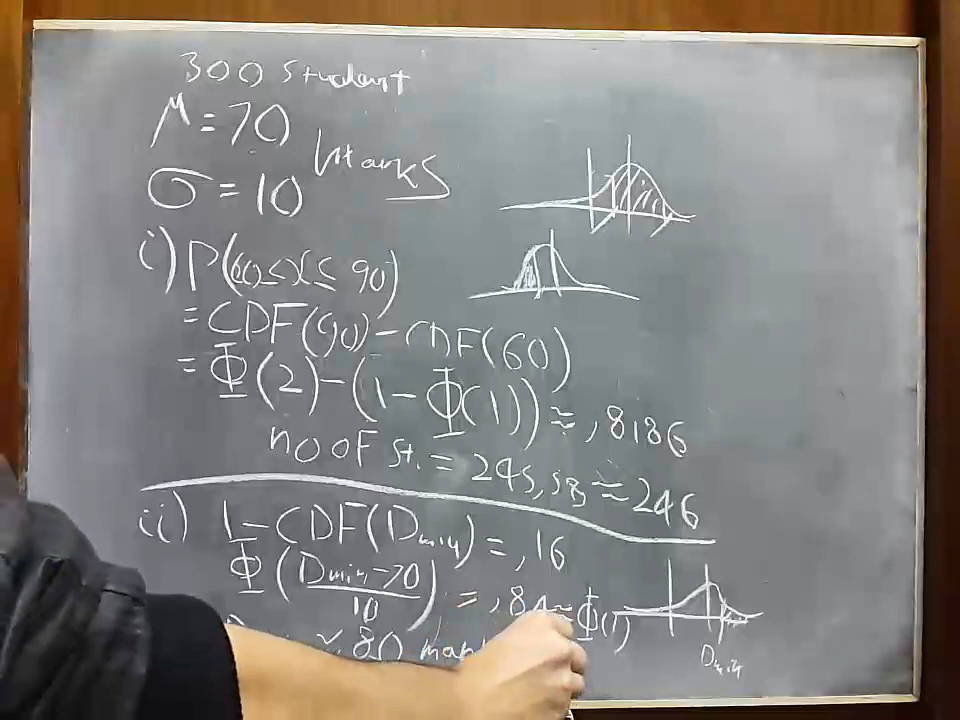 300 student
μ = 70
σ = 10 Marks
i) P(60 ≤ x ≤ 90)
= CDF(90) - CDF(60)
= Φ(2) - (1 - Φ(1)) ≈ ,8186
no of st. = 245,58 ≈ 246
ii) 1 - CDF(Dmin) = ,16
Φ(Dmin-70/10) = ,84 ≈ Φ(1)
≈ 80
Dmin